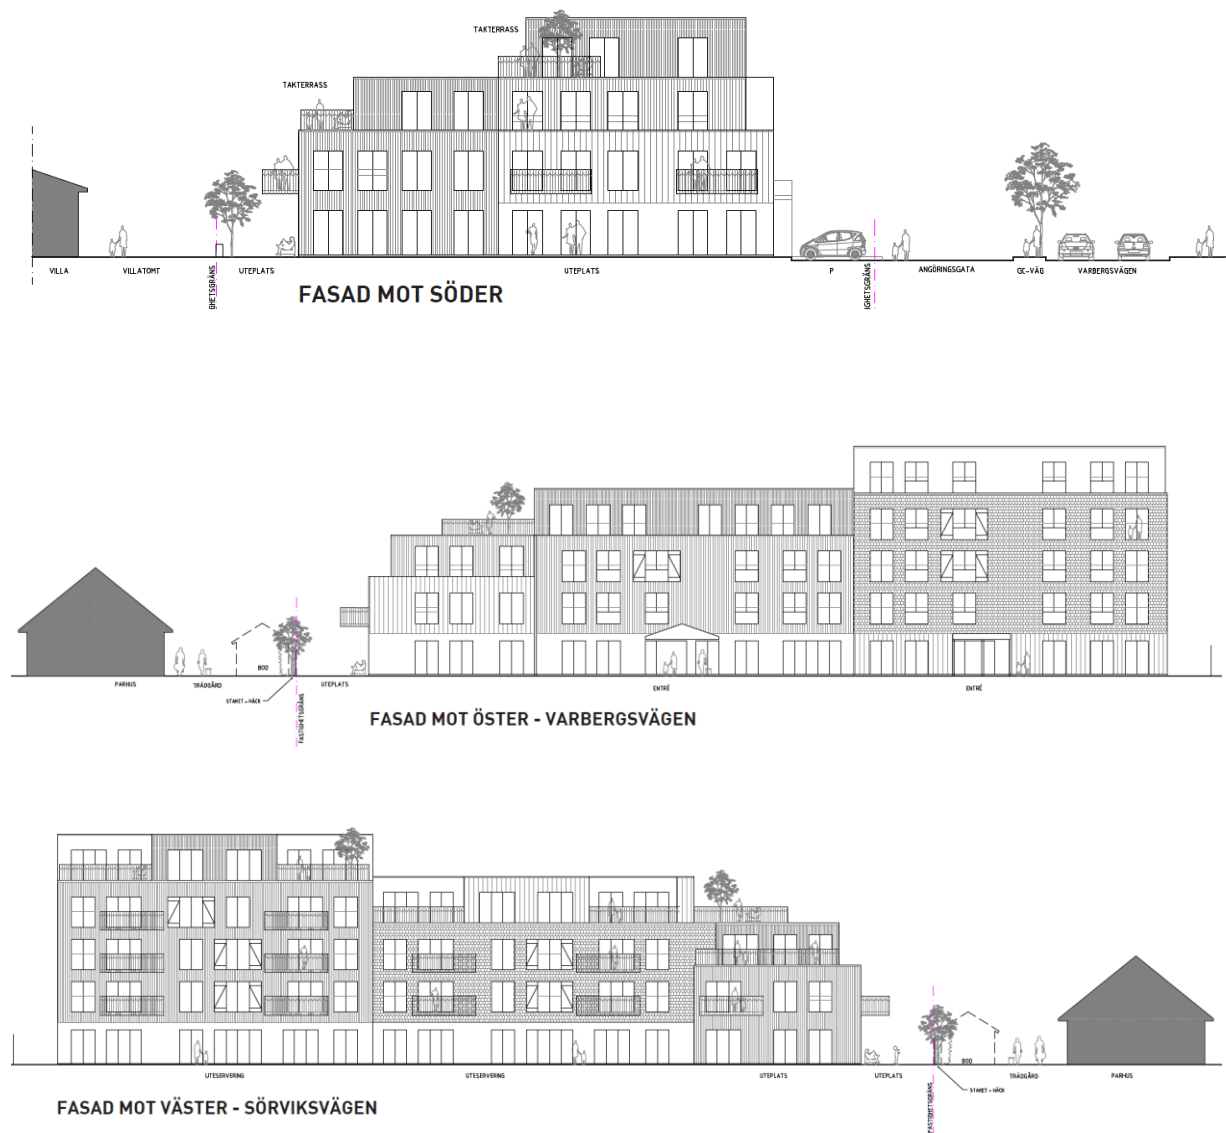 TAKTERRASS
TAKTERRASS
VILLA
VILLATOMT
GHETSGRÄNS
UTEPLATS
UTEPLATS
P
IGHETSGRÄNS
ANGÖRINGSGATA
GC-VÄG
VARBERGSVÄGEN
FASAD MOT SÖDER
PARHUS
TRÄDGÅRD
BOD
STAKET + HÄCK
FASTIGHETSGRÄNS
UTEPLATS
ENTRÉ
ENTRÉ
FASAD MOT ÖSTER - VARBERGSVÄGEN
UTESERVERING
UTESERVERING
UTEPLATS
UTEPLATS
FASTIGHETSGRÄNS
BOD
STAKET + HÄCK
TRÄDGÅRD
PARHUS
FASAD MOT VÄSTER - SÖRVIKSVÄGEN